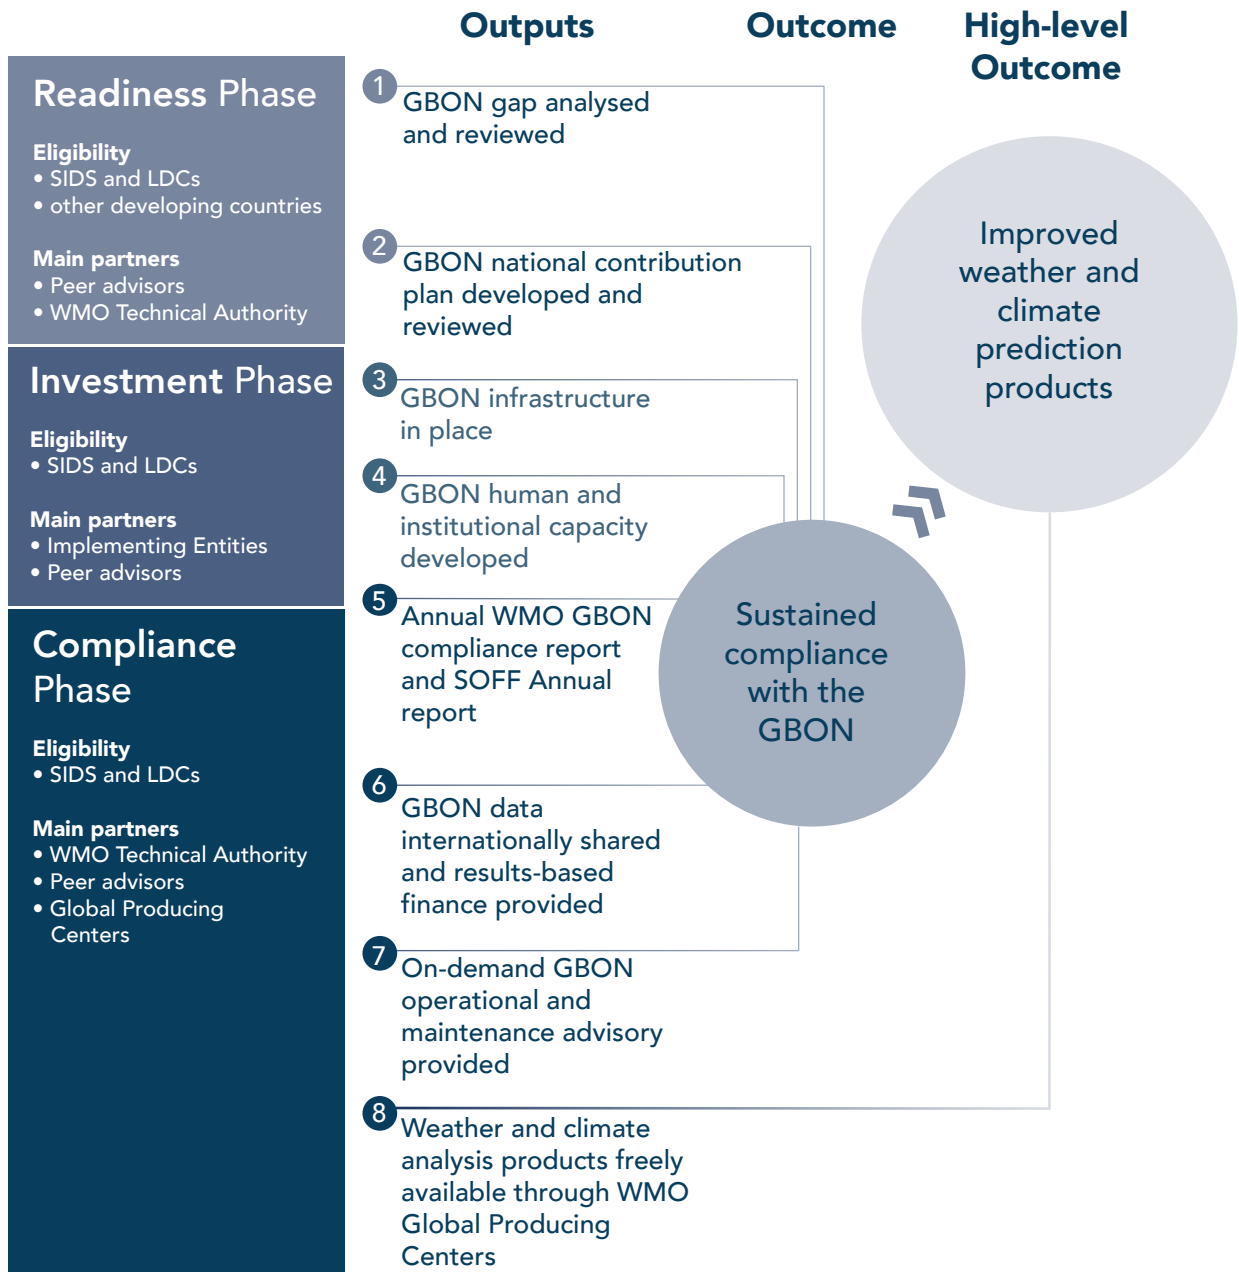 Outputs
Outcome
High-level
Outcome
Readiness Phase
Eligibility
• SIDS and LDCs
• other developing countries
Main partners
• Peer advisors
• WMO Technical Authority
Investment Phase
Eligibility
• SIDS and LDCs
Main partners
• Implementing Entities
• Peer advisors
Compliance
Phase
Eligibility
• SIDS and LDCs
Main partners
• WMO Technical Authority
• Peer advisors
• Global Producing
Centers
1
GBON gap analysed
and reviewed
2
GBON national contribution
plan developed and
reviewed
3
GBON infrastructure
in place
4
GBON human and
institutional capacity
developed
5
Annual WMO GBON
compliance report
and SOFF Annual
report
6
GBON data
internationally shared
and results-based
finance provided
7
On-demand GBON
operational and
maintenance advisory
provided
8
Weather and climate
analysis products freely
available through WMO
Global Producing
Centers
Sustained
compliance
with the
GBON
Improved
weather and
climate
prediction
products